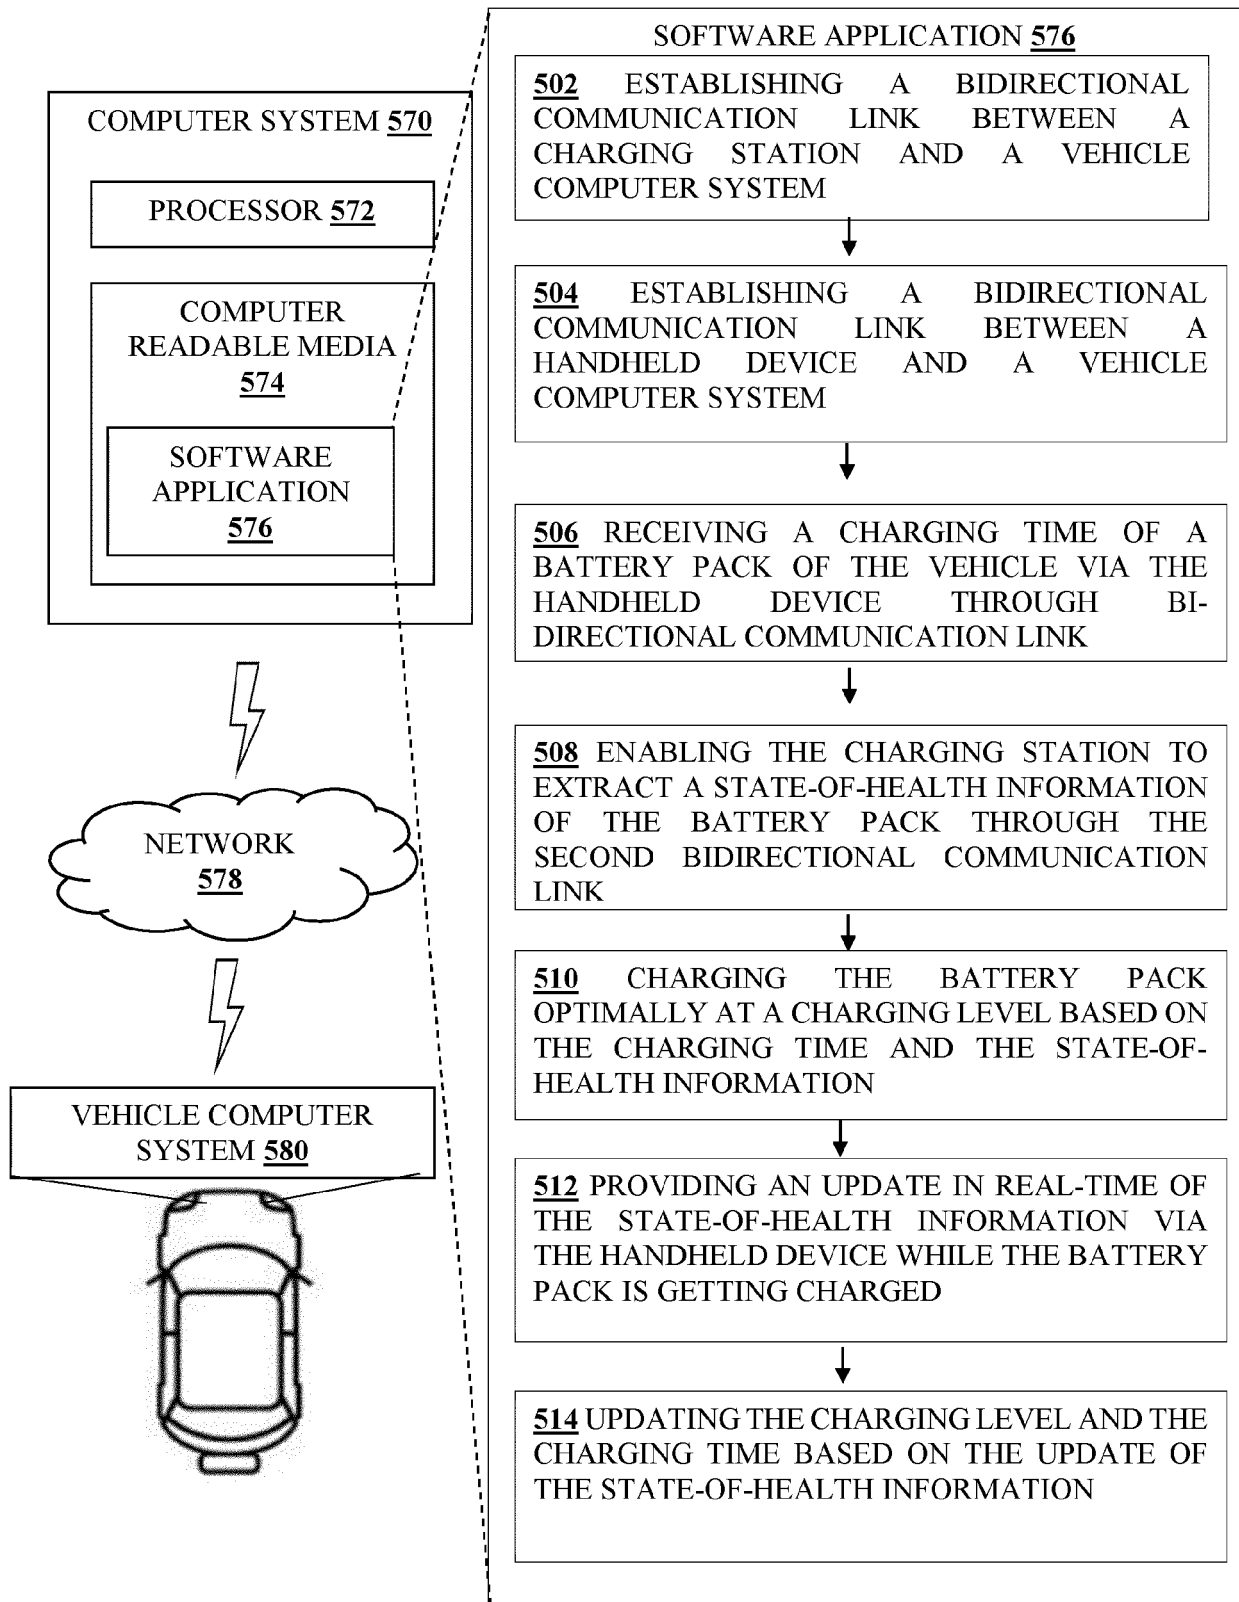 COMPUTER SYSTEM 570
PROCESSOR 572
COMPUTER
READABLE MEDIA
574
SOFTWARE
APPLICATION
576
NETWORK
578
VEHICLE COMPUTER
SYSTEM 580
SOFTWARE APPLICATION 576
502 ESTABLISHING A BIDIRECTIONAL
COMMUNICATION LINK BETWEEN A
CHARGING STATION AND A VEHICLE
COMPUTER SYSTEM
504 ESTABLISHING A BIDIRECTIONAL
COMMUNICATION LINK BETWEEN A
HANDHELD DEVICE AND A VEHICLE
COMPUTER SYSTEM
506 RECEIVING A CHARGING TIME OF A
BATTERY PACK OF THE VEHICLE VIA THE
HANDHELD DEVICE THROUGH BI-
DIRECTIONAL COMMUNICATION LINK
508 ENABLING THE CHARGING STATION TO
EXTRACT A STATE-OF-HEALTH INFORMATION
OF THE BATTERY PACK THROUGH THE
SECOND BIDIRECTIONAL COMMUNICATION
LINK
510 CHARGING THE BATTERY PACK
OPTIMALLY AT A CHARGING LEVEL BASED ON
THE CHARGING TIME AND THE STATE-OF-
HEALTH INFORMATION
512 PROVIDING AN UPDATE IN REAL-TIME OF
THE STATE-OF-HEALTH INFORMATION VIA
THE HANDHELD DEVICE WHILE THE BATTERY
PACK IS GETTING CHARGED
514 UPDATING THE CHARGING LEVEL AND THE
CHARGING TIME BASED ON THE UPDATE OF
THE STATE-OF-HEALTH INFORMATION